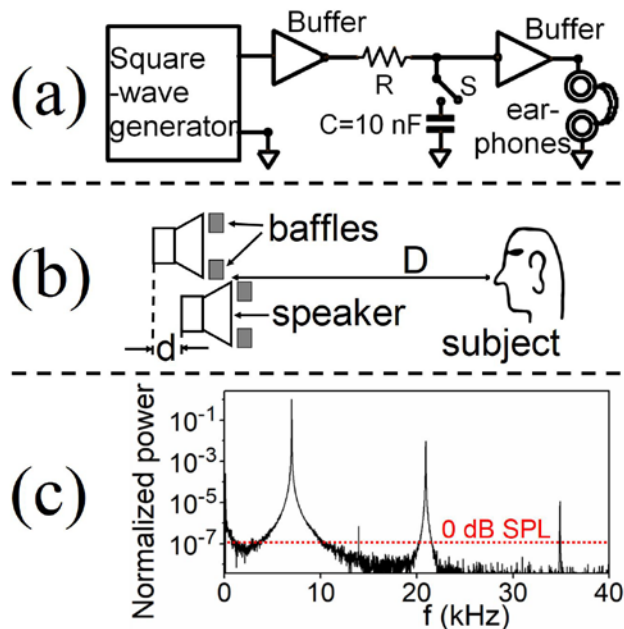 (a)
Square
-wave
generator
Buffer
R
S
C=10 nF
Buffer
ear-
phones
(b)
baffles
speaker
d
D
subject
(c)
Normalized power
10⁻¹
10⁻³
10⁻⁵
10⁻⁷
0 dB SPL
0 10 20 30 40
f (kHz)